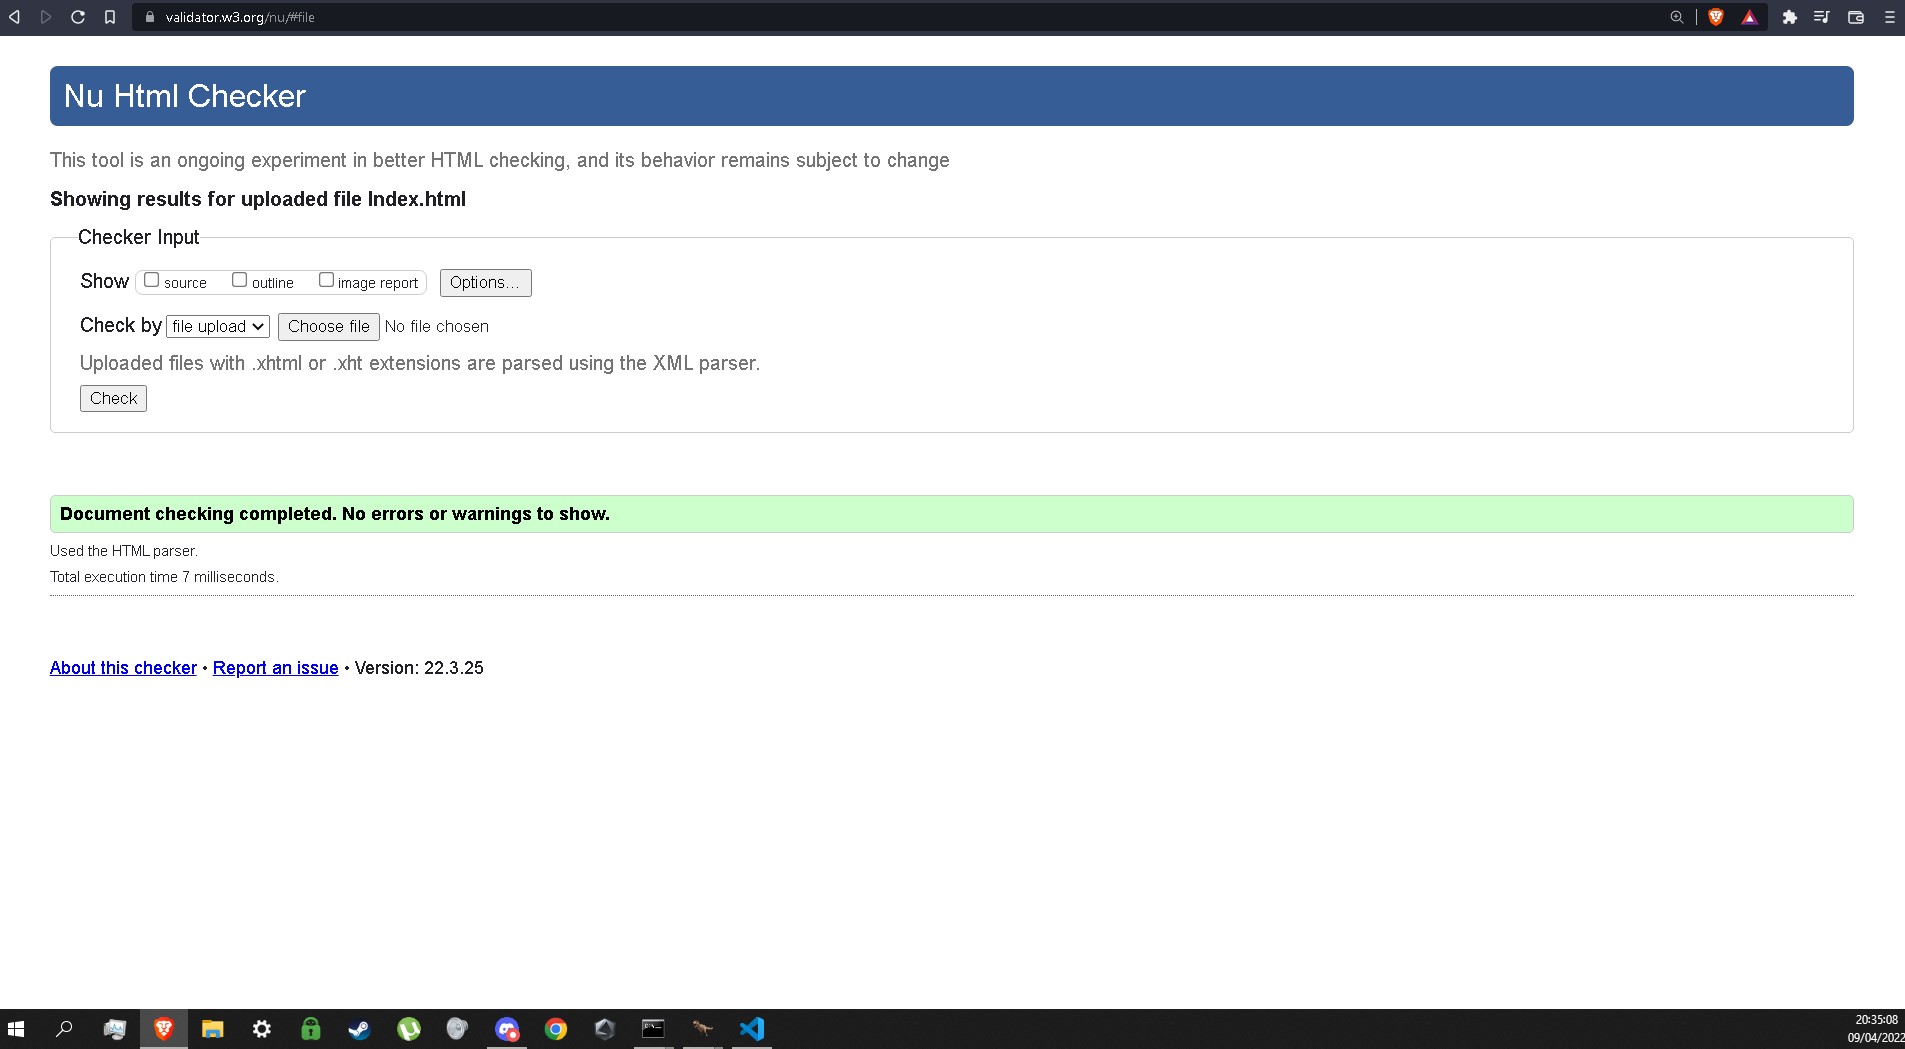 validator.w3.org/nu/#file
Nu Html Checker
This tool is an ongoing experiment in better HTML checking, and its behavior remains subject to change
Showing results for uploaded file Index.html
Checker Input
Show source outline image report Options...
Check by file upload Choose file No file chosen
Uploaded files with .xhtml or .xht extensions are parsed using the XML parser.
Check
Document checking completed. No errors or warnings to show.
Used the HTML parser.
Total execution time 7 milliseconds.
About this checker • Report an issue • Version: 22.3.25
20:35:08
09/04/2022